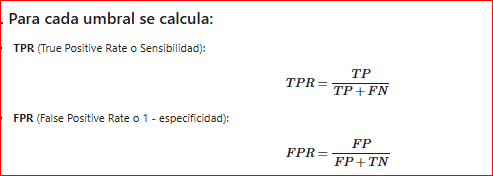 . Para cada umbral se calcula:
• TPR (True Positive Rate o Sensibilidad):
TPR = TP / (TP + FN)
• FPR (False Positive Rate o 1 - especificidad):
FPR = FP / (FP + TN)